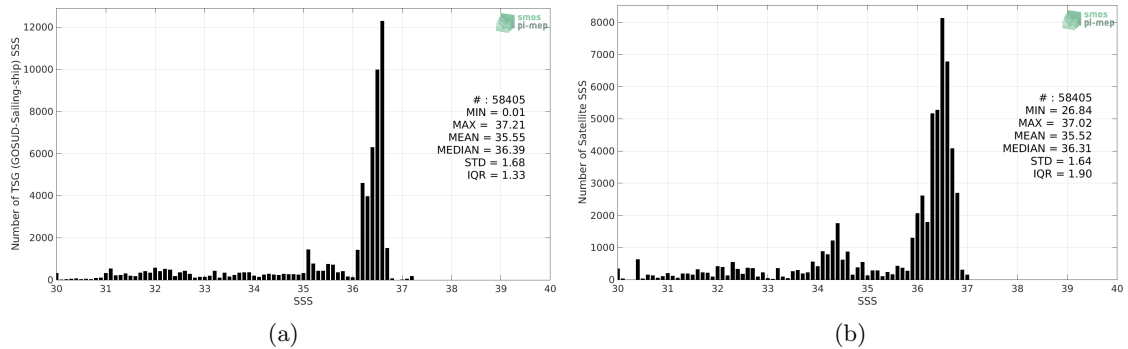 smos
pi-mep
Number of TSG (GOSUD-Sailing-ship) SSS
12000
10000
8000
6000
4000
2000
0
# : 58405
MIN = 0.01
MAX = 37.21
MEAN = 35.55
MEDIAN = 36.39
STD = 1.68
IQR = 1.33
30 31 32 33 34 35 36 37 38 39 40
SSS
(a)
smos
pi-mep
Number of Satellite SSS
8000
7000
6000
5000
4000
3000
2000
1000
0
# : 58405
MIN = 26.84
MAX = 37.02
MEAN = 35.52
MEDIAN = 36.31
STD = 1.64
IQR = 1.90
30 31 32 33 34 35 36 37 38 39 40
SSS
(b)